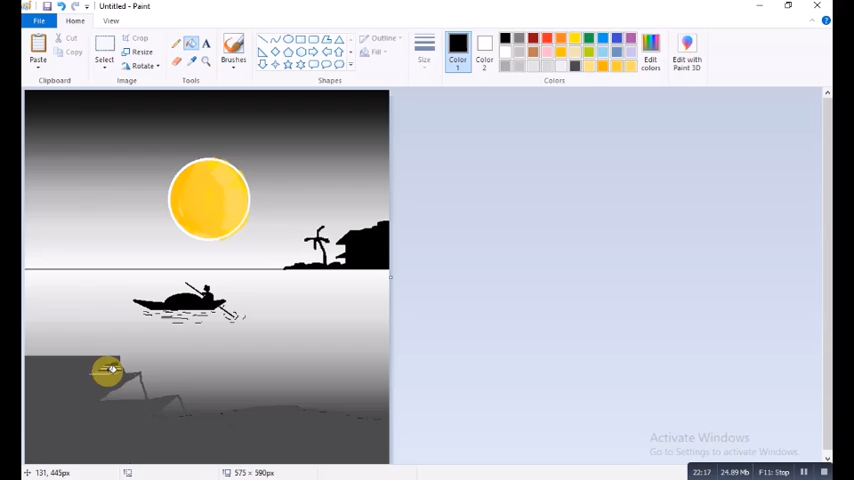 Untitled - Paint
File
Home
View
Paste
Cut
Copy
Clipboard
Select
Crop
Resize
Rotate
Image
A
Tools
Brushes
Shapes
Outline
Fill
Size
Color
1
Color
2
Edit
colors
Colors
Edit with
Paint 3D
Activate Windows
Go to Settings to activate Windows.
131, 445px
575 × 590px
22:17
24.89 MB
F11: Stop